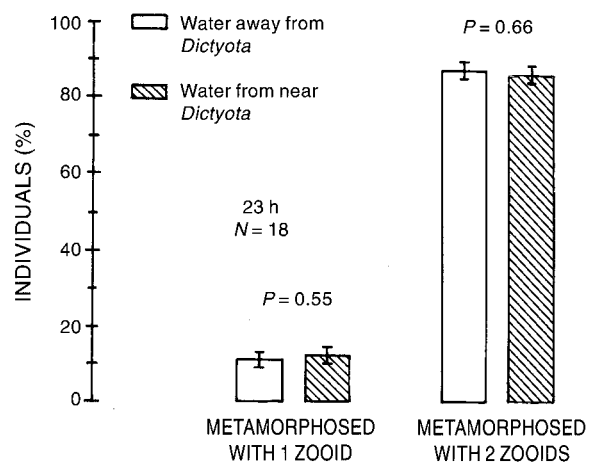 100
80
60
40
20
0
INDIVIDUALS (%)
Water away from
Dictyota
Water from near
Dictyota
P = 0.66
23 h
N = 18
P = 0.55
METAMORPHOSED
WITH 1 ZOOID
METAMORPHOSED
WITH 2 ZOOIDS